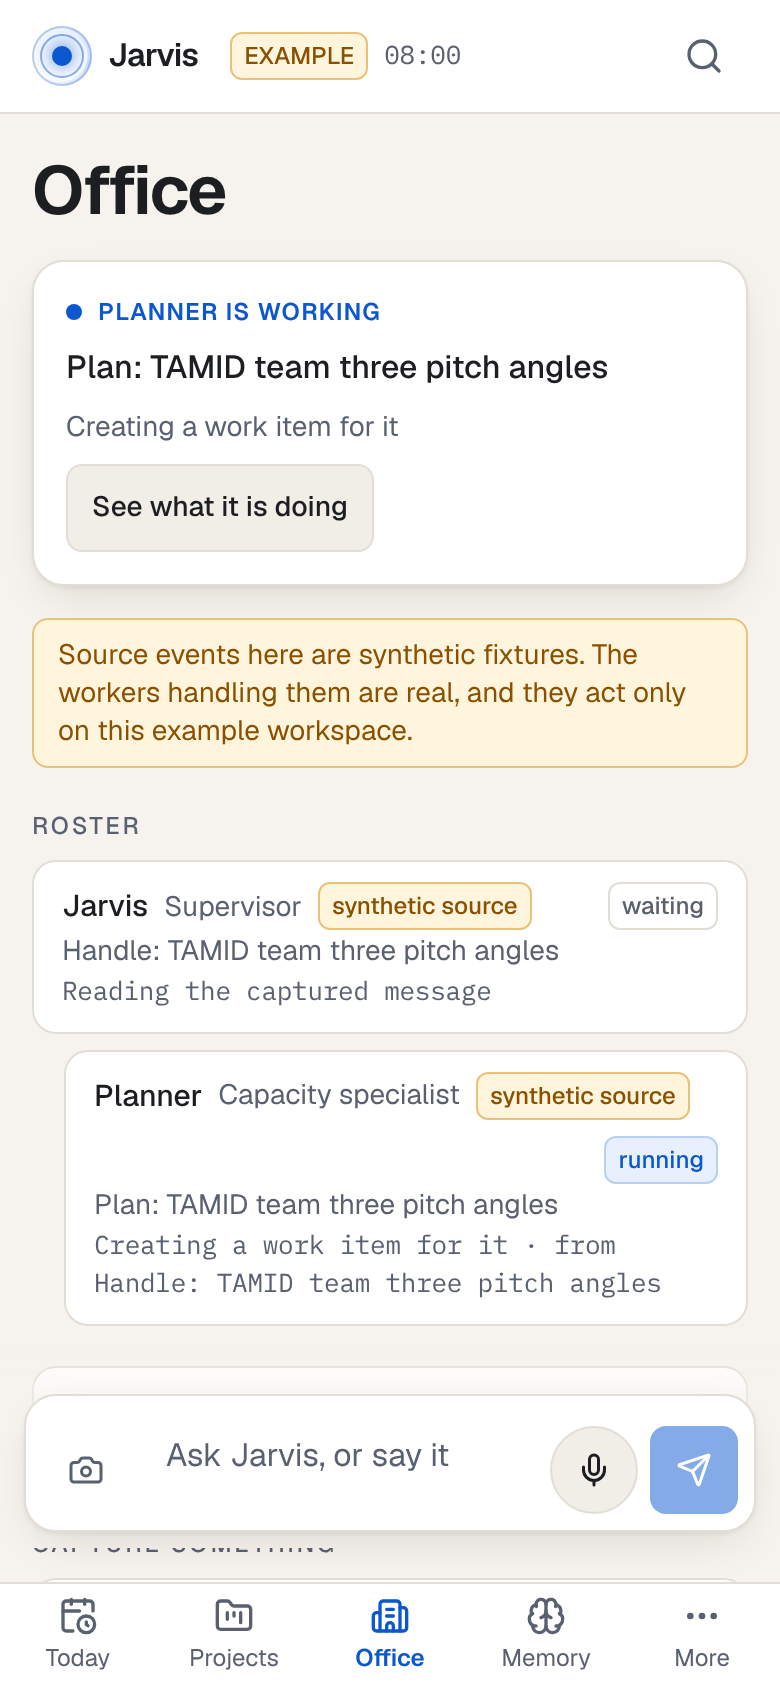 Jarvis EXAMPLE 08:00
Office
PLANNER IS WORKING
Plan: TAMID team three pitch angles
Creating a work item for it
See what it is doing
Source events here are synthetic fixtures. The
workers handling them are real, and they act only
on this example workspace.
ROSTER
Jarvis Supervisor synthetic source waiting
Handle: TAMID team three pitch angles
Reading the captured message
Planner Capacity specialist synthetic source
running
Plan: TAMID team three pitch angles
Creating a work item for it · from
Handle: TAMID team three pitch angles
Ask Jarvis, or say it
CAPTURE SOMETHING
Today Projects Office Memory More